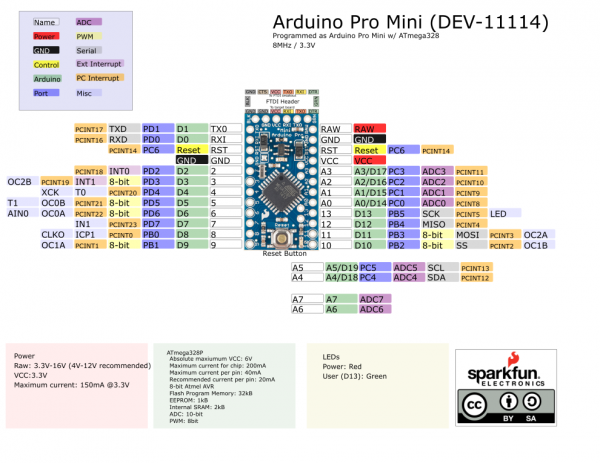 Arduino Pro Mini (DEV-11114)
Programmed as Arduino Pro Mini w/ ATmega328
8MHz / 3.3V
Name ADC
Power PWM
GND Serial
Control Ext Interrupt
Arduino PC Interrupt
Port Misc
FTDI Header
PCINT17 TXD PD1 D1 TX0 RAW RAW
PCINT16 RXD PD0 D0 RXI GND GND
PCINT14 PC6 Reset RST RST Reset PC6 PCINT14
GND GND VCC VCC
PCINT18 INT0 PD2 D2 2 A3 A3/D17 PC3 ADC3 PCINT11
OC2B PCINT19 INT1 8-bit PD3 D3 3 A2 A2/D16 PC2 ADC2 PCINT10
XCK T0 PCINT20 PD4 D4 4 A1 A1/D15 PC1 ADC1 PCINT9
T1 OC0B PCINT21 8-bit PD5 D5 5 A0 A0/D14 PC0 ADC0 PCINT8
AIN0 OC0A PCINT22 8-bit PD6 D6 6 13 D13 PB5 SCK PCINT5 LED
IN1 PCINT23 PD7 D7 7 12 D12 PB4 MISO PCINT4
CLKO ICP1 PCINT0 PB0 D8 8 11 D11 PB3 8-bit MOSI PCINT3 OC2A
OC1A PCINT1 8-bit PB1 D9 9 10 D10 PB2 8-bit SS PCINT2 OC1B
Reset Button
A5 A5/D19 PC5 ADC5 SCL PCINT13
A4 A4/D18 PC4 ADC4 SDA PCINT12
A7 A7 ADC7
A6 A6 ADC6
Power
Raw: 3.3V-16V (4V-12V recommended)
VCC:3.3V
Maximum current: 150mA @3.3V
ATmega328P
Absolute maxiumum VCC: 6V
Maximum current for chip: 200mA
Maximum current per pin: 40mA
Recommended current per pin: 20mA
8-bit Atmel AVR
Flash Program Memory: 32kB
EEPROM: 1kB
Internal SRAM: 2kB
ADC: 10-bit
PWM: 8bit
LEDs
Power: Red
User (D13): Green
sparkfun
ELECTRONICS
cc
BY SA